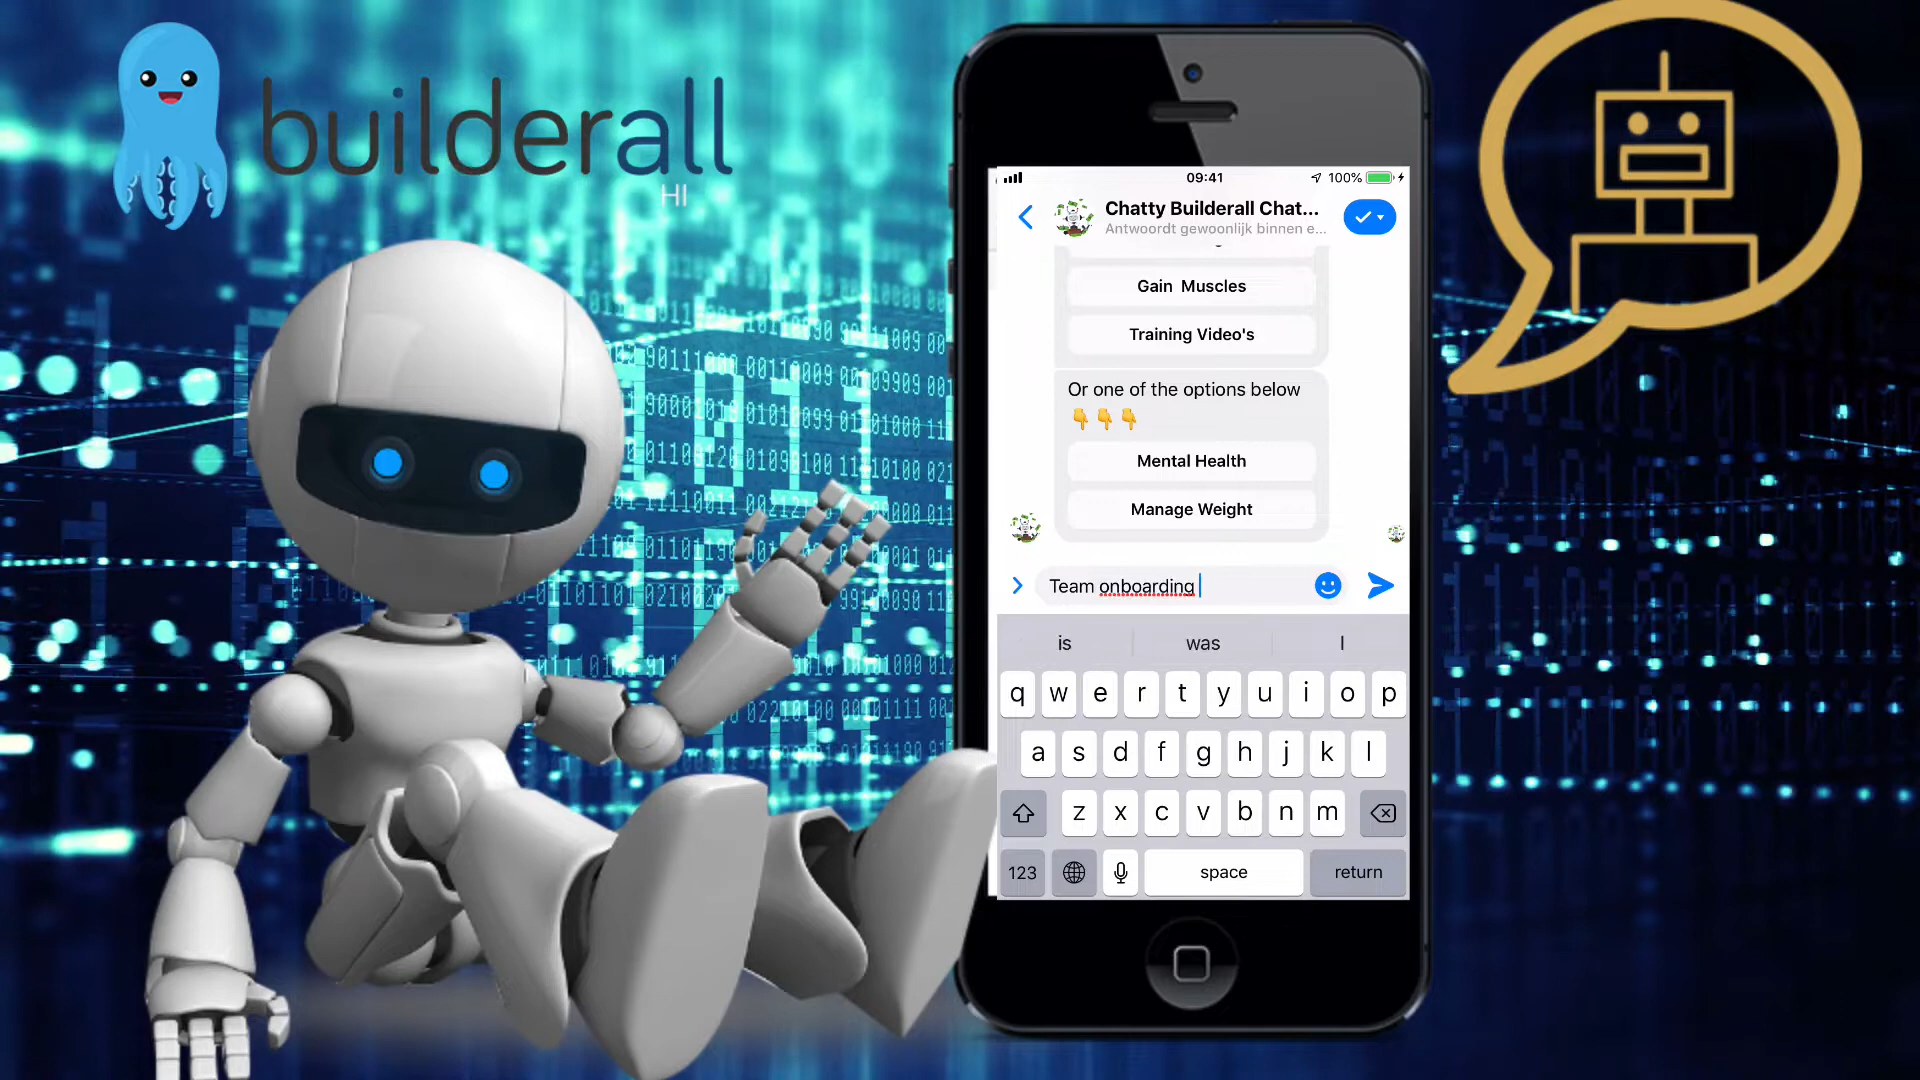 builderall
HI
09:41
100%
Chatty Builderall Chat...
Antwoordt gewoonlijk binnen e...
Gain Muscles
Training Video's
Or one of the options below
👇👇👇
Mental Health
Manage Weight
Team onboarding
is was I
q w e r t y u i o p
a s d f g h j k l
z x c v b n m
123 space return